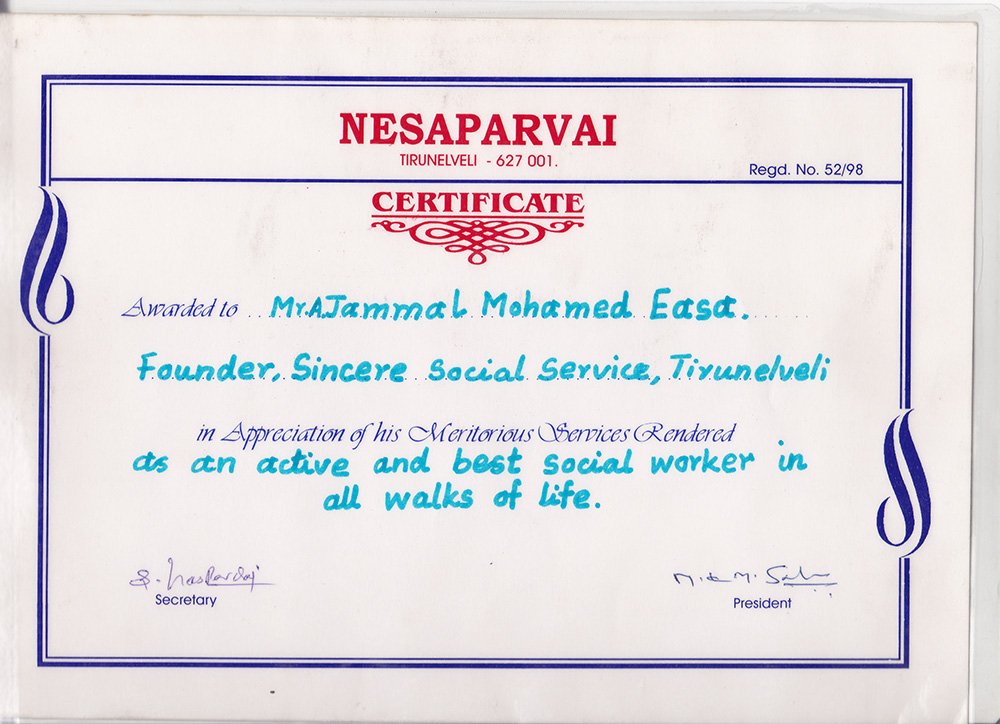 NESAPARVAI
TIRUNELVELI - 627 001.
Regd. No. 52/98
CERTIFICATE
Awarded to Mr.A.Jammal Mohamed Easa.
Founder, Sincere Social Service, Tirunelveli
in Appreciation of his Meritorious Services Rendered
as an active and best social worker in
all walks of life.
Secretary
President